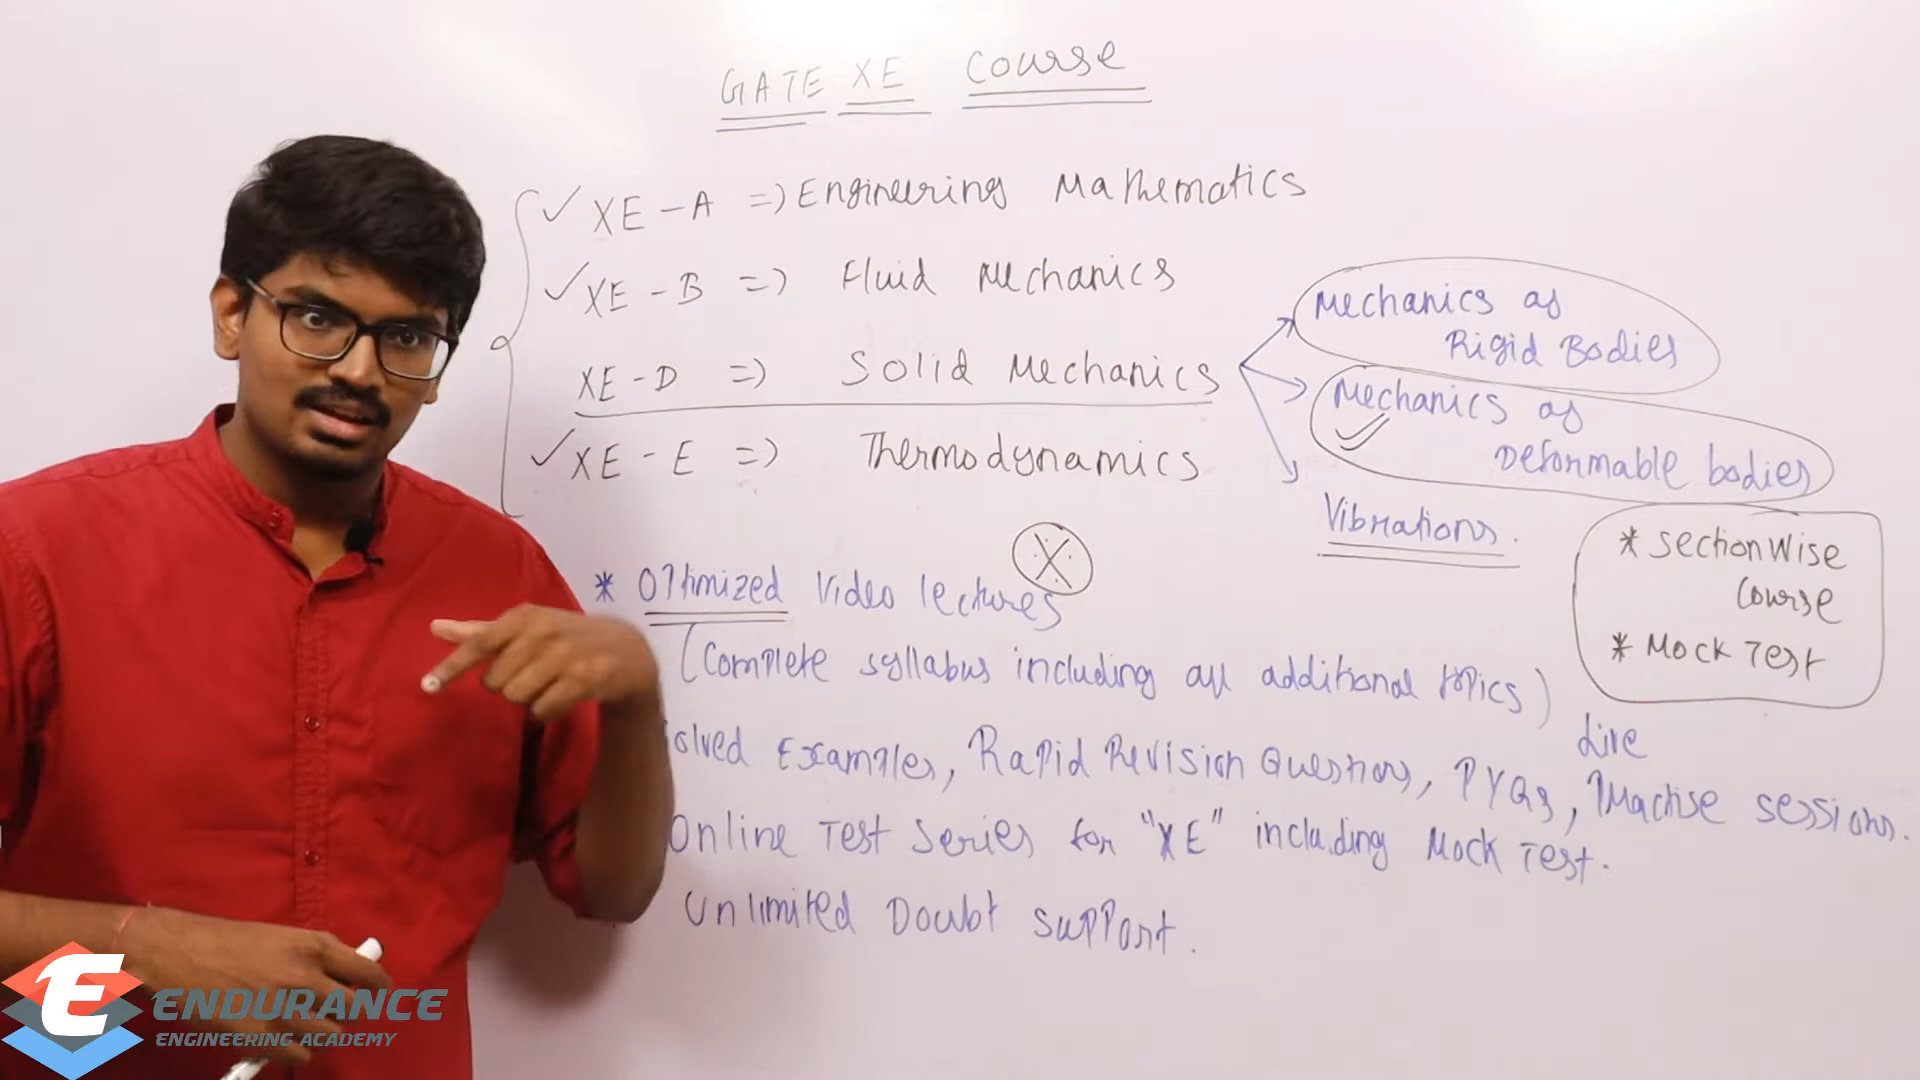 GATE XE Course
✓ XE - A => Engineering Mathematics
✓ XE - B => Fluid Mechanics
XE - D => Solid Mechanics
✓ XE - E => Thermodynamics
Mechanics of
Rigid Bodies
Mechanics of
Deformable bodies
Vibrations.
* Sectionwise
Course
* Mock Test
X
* Optimized Video lectures
(Complete syllabus including all additional topics)
olved Examples, Rapid Revision Questions, PYQs, Live Practise sessions.
Online Test Series for "XE" including Mock Test.
Unlimited Doubt support.
E ENDURANCE
ENGINEERING ACADEMY